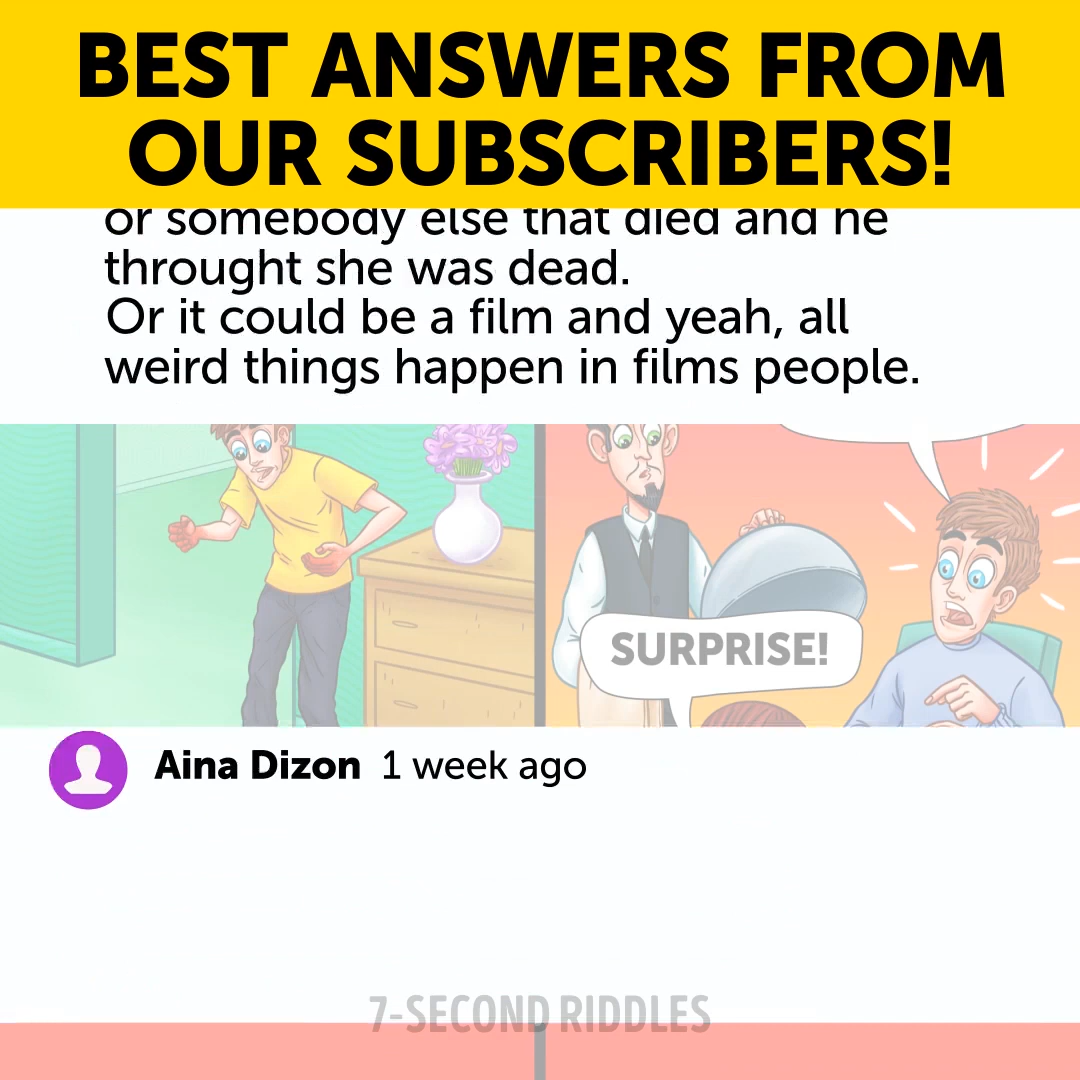 BEST ANSWERS FROM
OUR SUBSCRIBERS!
or somebody else that died and he
throught she was dead.
Or it could be a film and yeah, all
weird things happen in films people.
SURPRISE!
Aina Dizon 1 week ago
7-SECOND RIDDLES